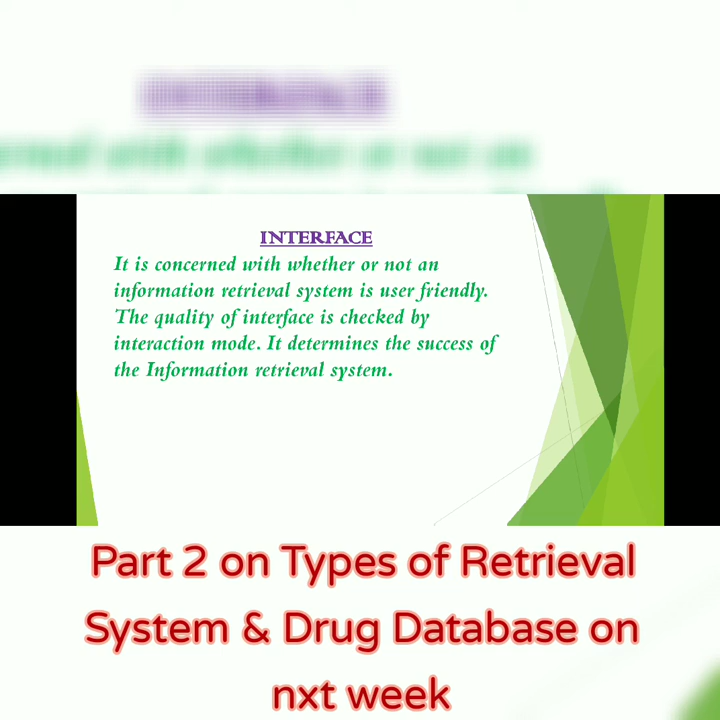 INTERFACE
It is concerned with whether or not an
information retrieval system is user friendly.
The quality of interface is checked by
interaction mode. It determines the success of
the Information retrieval system.
Part 2 on Types of Retrieval
System & Drug Database on
nxt week